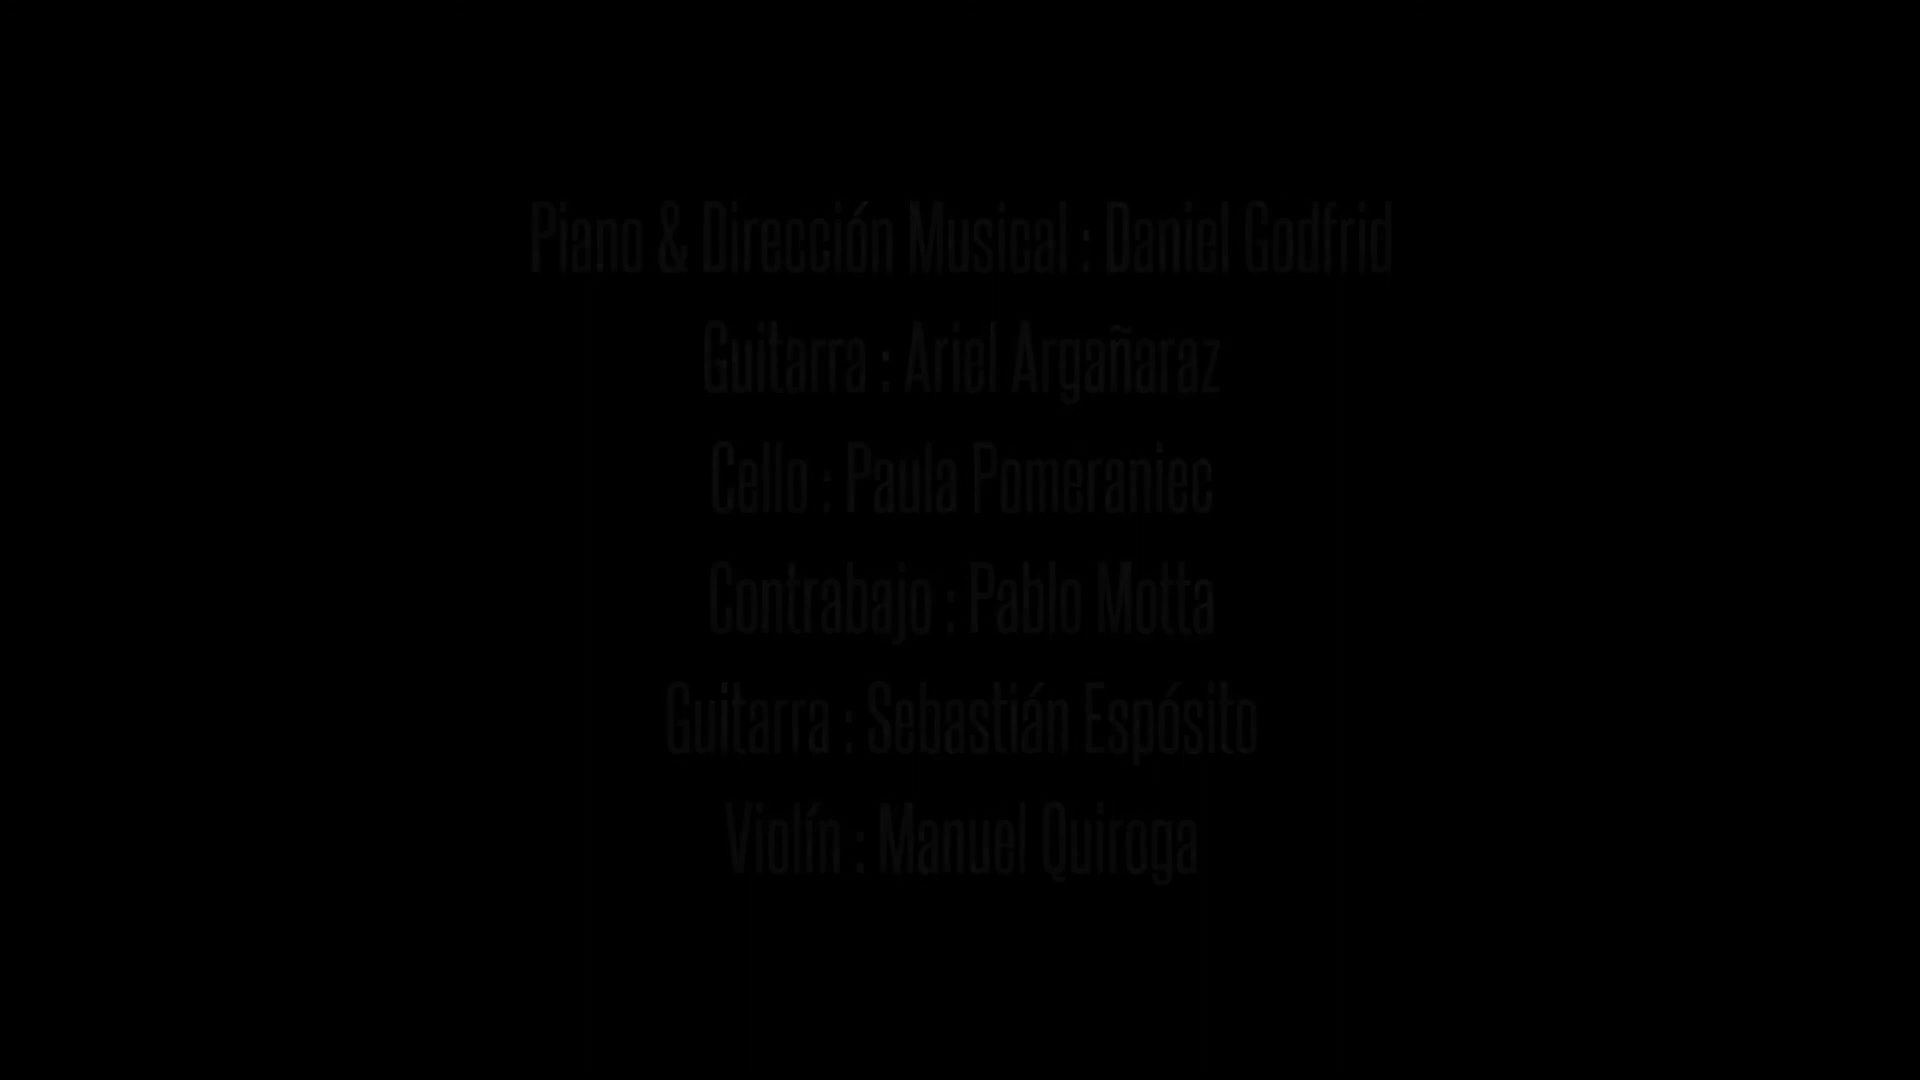 Piano & Dirección Musical : Daniel Godfrid
Guitarra : Ariel Argañaraz
Cello : Paula Pomeraniec
Contrabajo : Pablo Motta
Guitarra : Sebastián Espósito
Violín : Manuel Quiroga